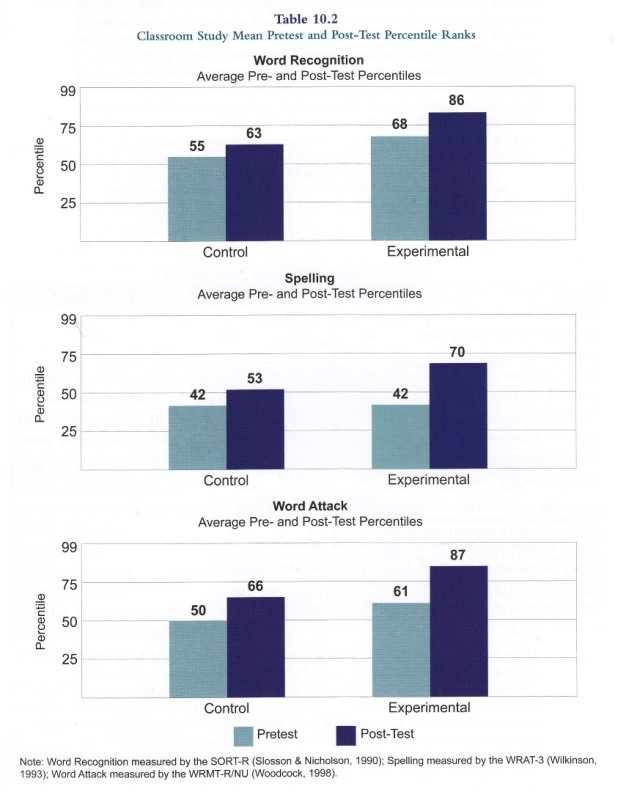 Table 10.2
Classroom Study Mean Pretest and Post-Test Percentile Ranks
Word Recognition
Average Pre- and Post-Test Percentiles
99
75
50
25
Percentile
55
63
68
86
Control
Experimental
Spelling
Average Pre- and Post-Test Percentiles
99
75
50
25
Percentile
42
53
42
70
Control
Experimental
Word Attack
Average Pre- and Post-Test Percentiles
99
75
50
25
Percentile
50
66
61
87
Control
Experimental
Pretest
Post-Test
Note: Word Recognition measured by the SORT-R (Slosson & Nicholson, 1990); Spelling measured by the WRAT-3 (Wilkinson,
1993); Word Attack measured by the WRMT-R/NU (Woodcock, 1998).